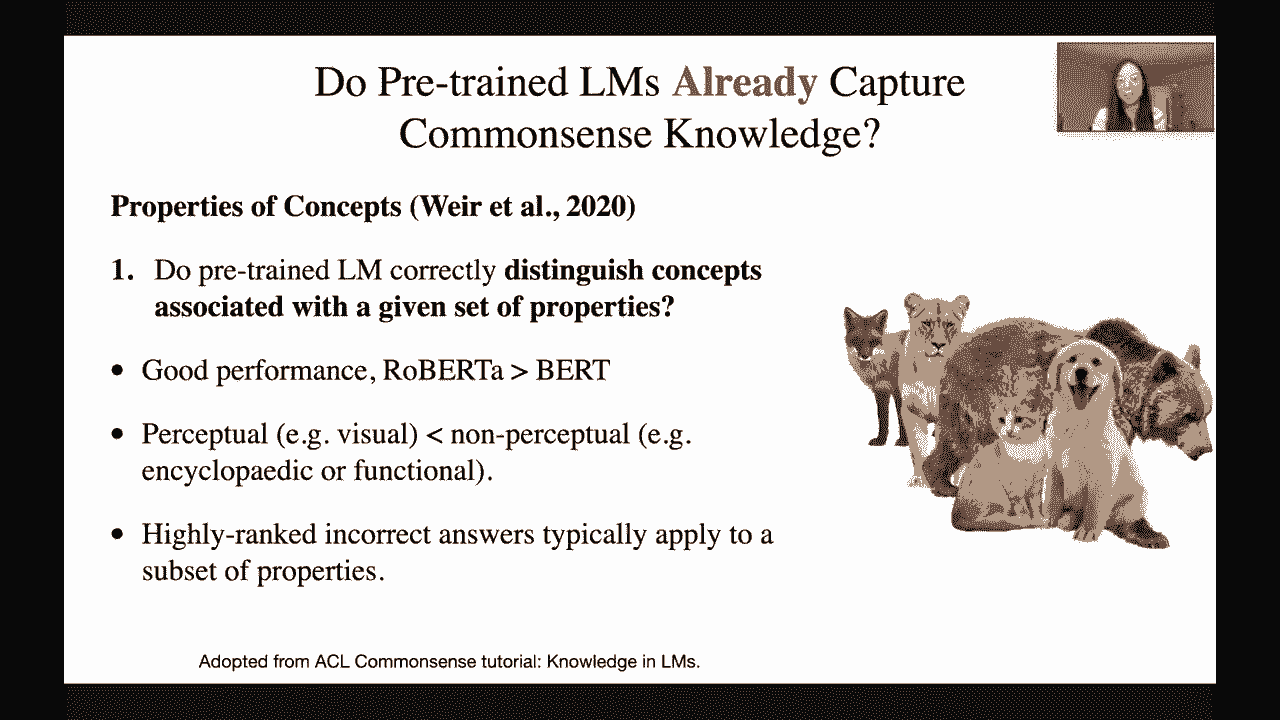 Do Pre-trained LMs Already Capture
Commonsense Knowledge?
Properties of Concepts (Weir et al., 2020)
1. Do pre-trained LM correctly distinguish concepts
associated with a given set of properties?
• Good performance, RoBERTa > BERT
• Perceptual (e.g. visual) < non-perceptual (e.g.
encyclopaedic or functional).
• Highly-ranked incorrect answers typically apply to a
subset of properties.
Adopted from ACL Commonsense tutorial: Knowledge in LMs.